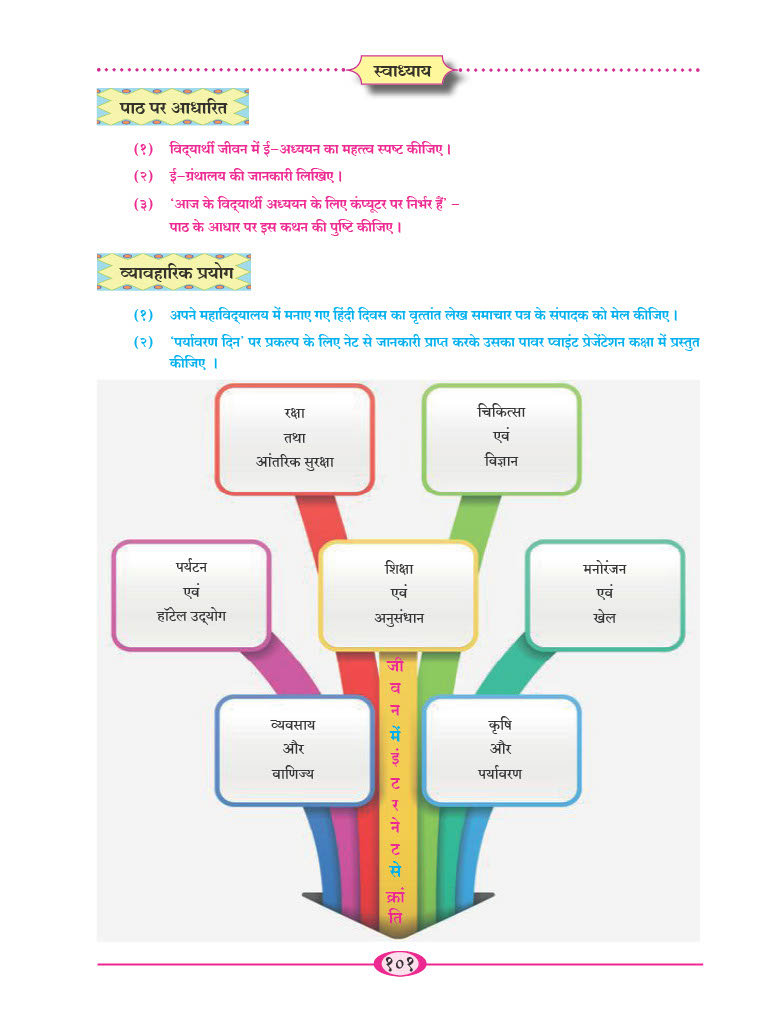 स्वाध्याय
पाठ पर आधारित
(१) विद्‌यार्थी जीवन में ई-अध्ययन का महत्त्व स्पष्ट कीजिए ।
(२) ई-ग्रंथालय की जानकारी लिखिए ।
(३) ‘आज के विद्‌यार्थी अध्ययन के लिए कंप्यूटर पर निर्भर हैं’ –
पाठ के आधार पर इस कथन की पुष्टि कीजिए ।
व्यावहारिक प्रयोग
(१) अपने महाविद्‌यालय में मनाए गए हिंदी दिवस का वृत्तांत लेख समाचार पत्र के संपादक को मेल कीजिए ।
(२) ‘पर्यावरण दिन’ पर प्रकल्प के लिए नेट से जानकारी प्राप्त करके उसका पावर प्वाइंट प्रेजेंटेशन कक्षा में प्रस्तुत
कीजिए ।
रक्षा
तथा
आंतरिक सुरक्षा
चिकित्सा
एवं
विज्ञान
पर्यटन
एवं
हॉटेल उद्‌योग
शिक्षा
एवं
अनुसंधान
मनोरंजन
एवं
खेल
व्यवसाय
और
वाणिज्य
कृषि
और
पर्यावरण
जी
व
न
में
इं
ट
र
ने
ट
से
क्रां
ति
१०१